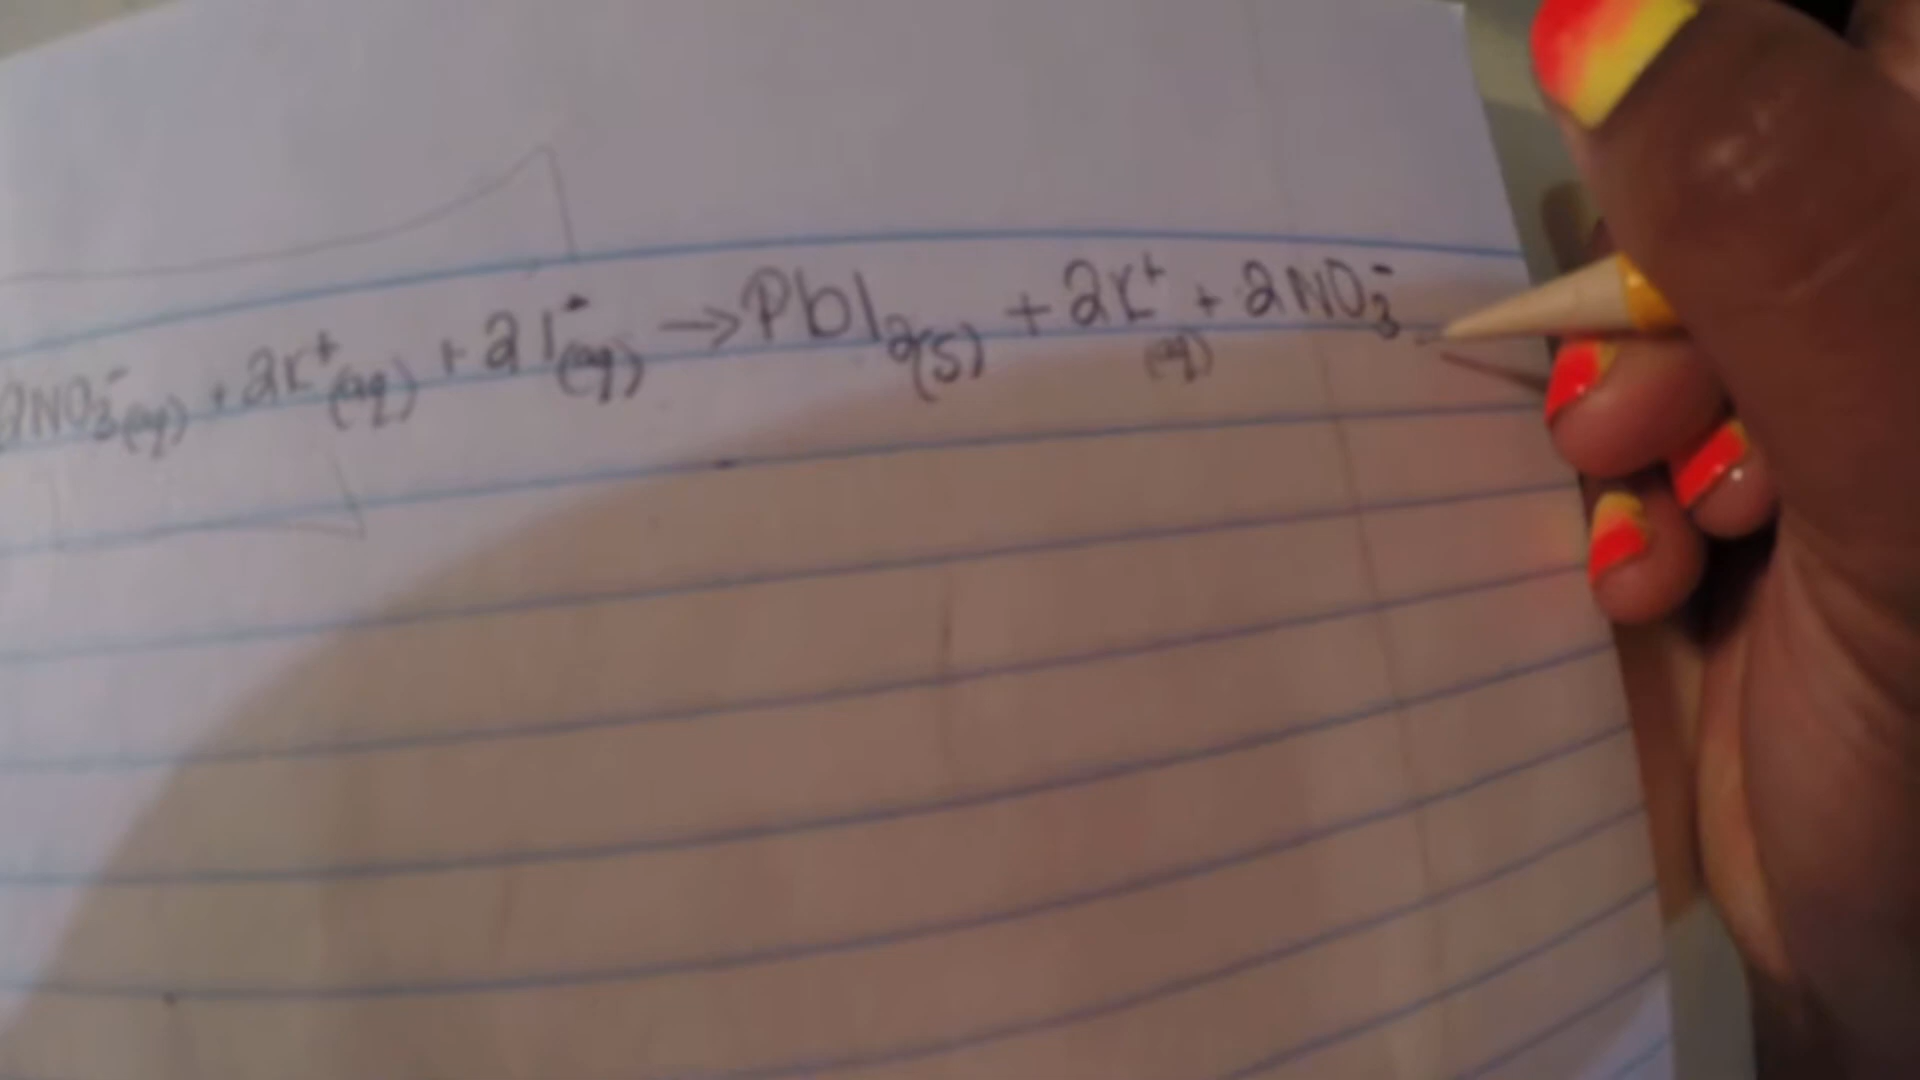 2NO₃⁻(aq) + 2K⁺(aq) + 2I⁻(aq) → PbI₂(s) + 2K⁺(aq) + 2NO₃⁻